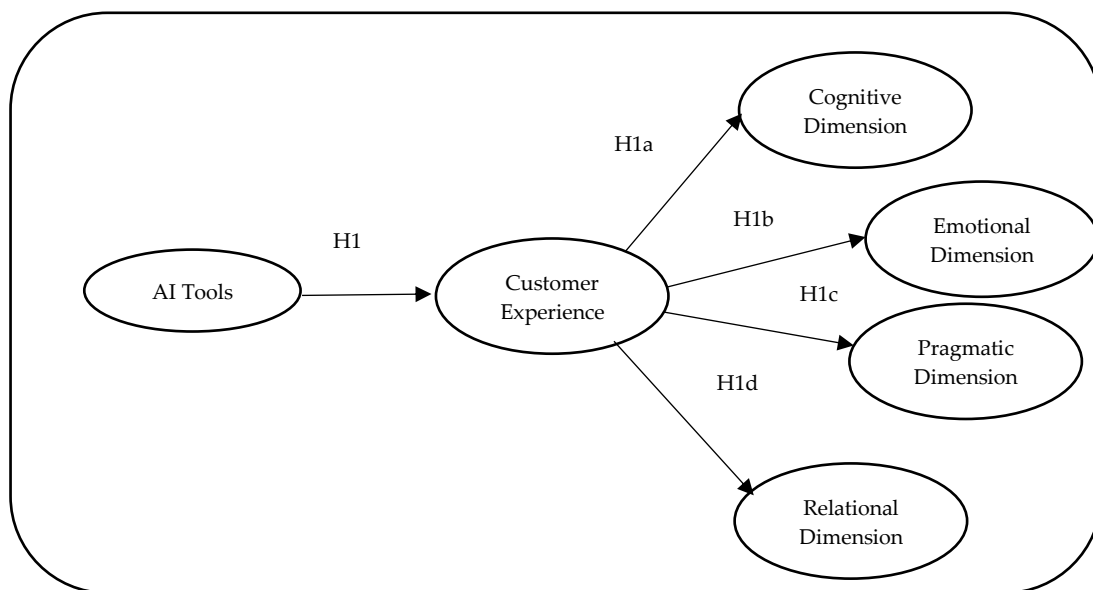 Cognitive
Dimension
H1a
H1b
Emotional
Dimension
H1
AI Tools
Customer
Experience
H1c
Pragmatic
Dimension
H1d
Relational
Dimension